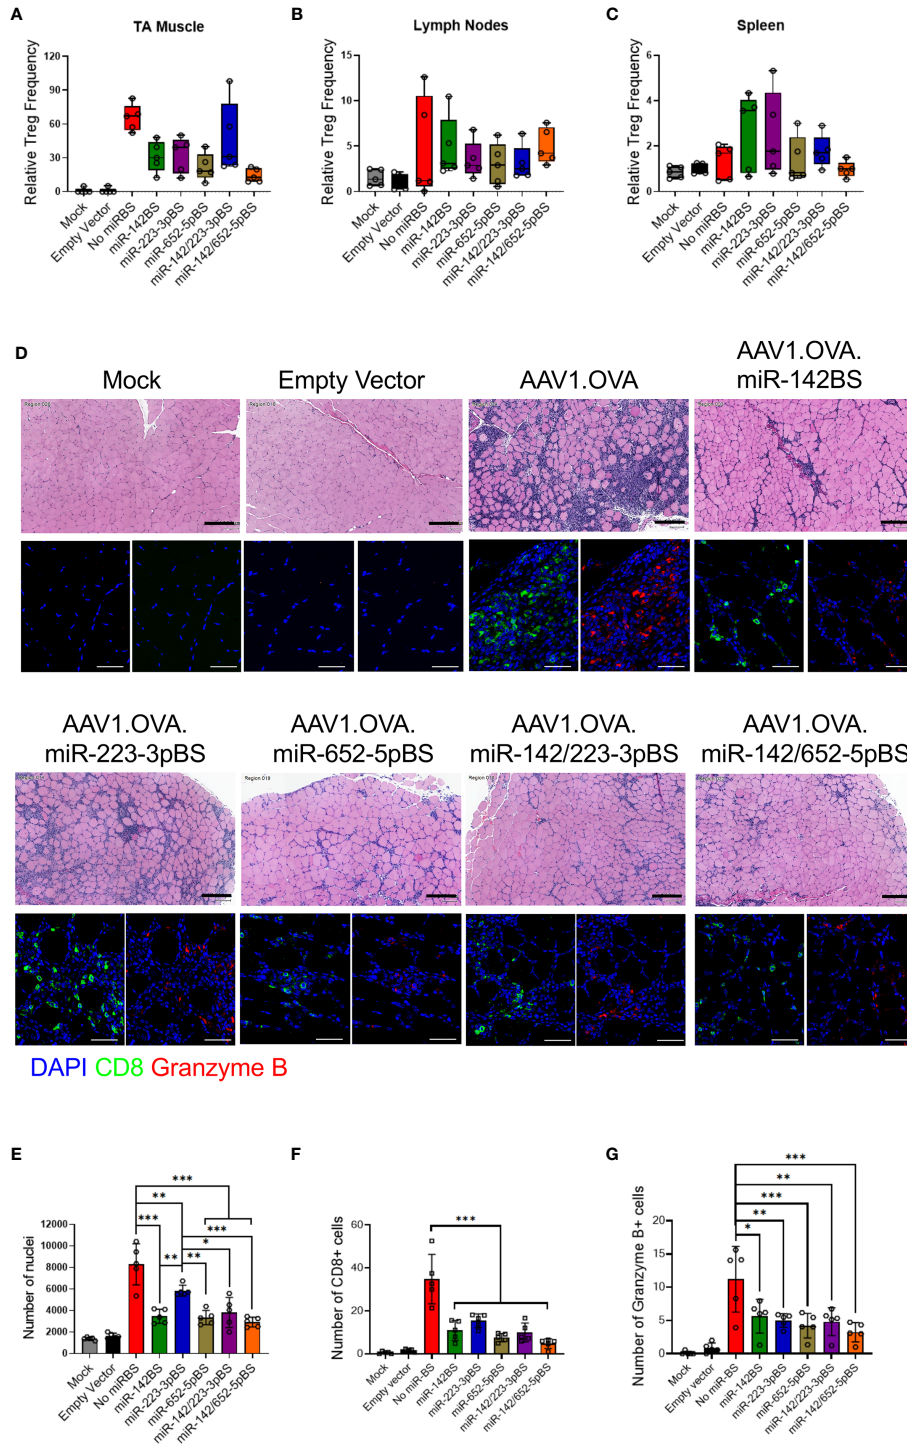 A
TA Muscle
Relative Treg Frequency
120
90
60
30
0
Mock
Empty Vector
No miRBS
miR-142BS
miR-223-3pBS
miR-652-5pBS
miR-142/223-3pBS
miR-142/652-5pBS
B
Lymph Nodes
Relative Treg Frequency
15
10
5
0
Mock
Empty Vector
No miRBS
miR-142BS
miR-223-3pBS
miR-652-5pBS
miR-142/223-3pBS
miR-142/652-5pBS
C
Spleen
Relative Treg Frequency
6
4
2
0
Mock
Empty Vector
No miRBS
miR-142BS
miR-223-3pBS
miR-652-5pBS
miR-142/223-3pBS
miR-142/652-5pBS
D
Mock
Empty Vector
AAV1.OVA
AAV1.OVA.
miR-142BS
AAV1.OVA.
miR-223-3pBS
AAV1.OVA.
miR-652-5pBS
AAV1.OVA.
miR-142/223-3pBS
AAV1.OVA.
miR-142/652-5pBS
DAPI CD8 Granzyme B
E
Number of nuclei
12000
10000
8000
6000
4000
2000
0
***
**
***
***
*
**
**
Mock
Empty Vector
No miRBS
miR-142BS
miR-223-3pBS
miR-652-5pBS
miR-142/223-3pBS
miR-142/652-5pBS
F
Number of CD8+ cells
60
40
20
0
***
Mock
Empty vector
No miR-BS
miR-142BS
miR-223-3pBS
miR-652-5pBS
miR-142/223-3pBS
miR-142/652-5pBS
G
Number of Granzyme B+ cells
20
15
10
5
0
***
**
***
**
*
Mock
Empty vector
No miR-BS
miR-142BS
miR-223-3pBS
miR-652-5pBS
miR-142/223-3pBS
miR-142/652-5pBS